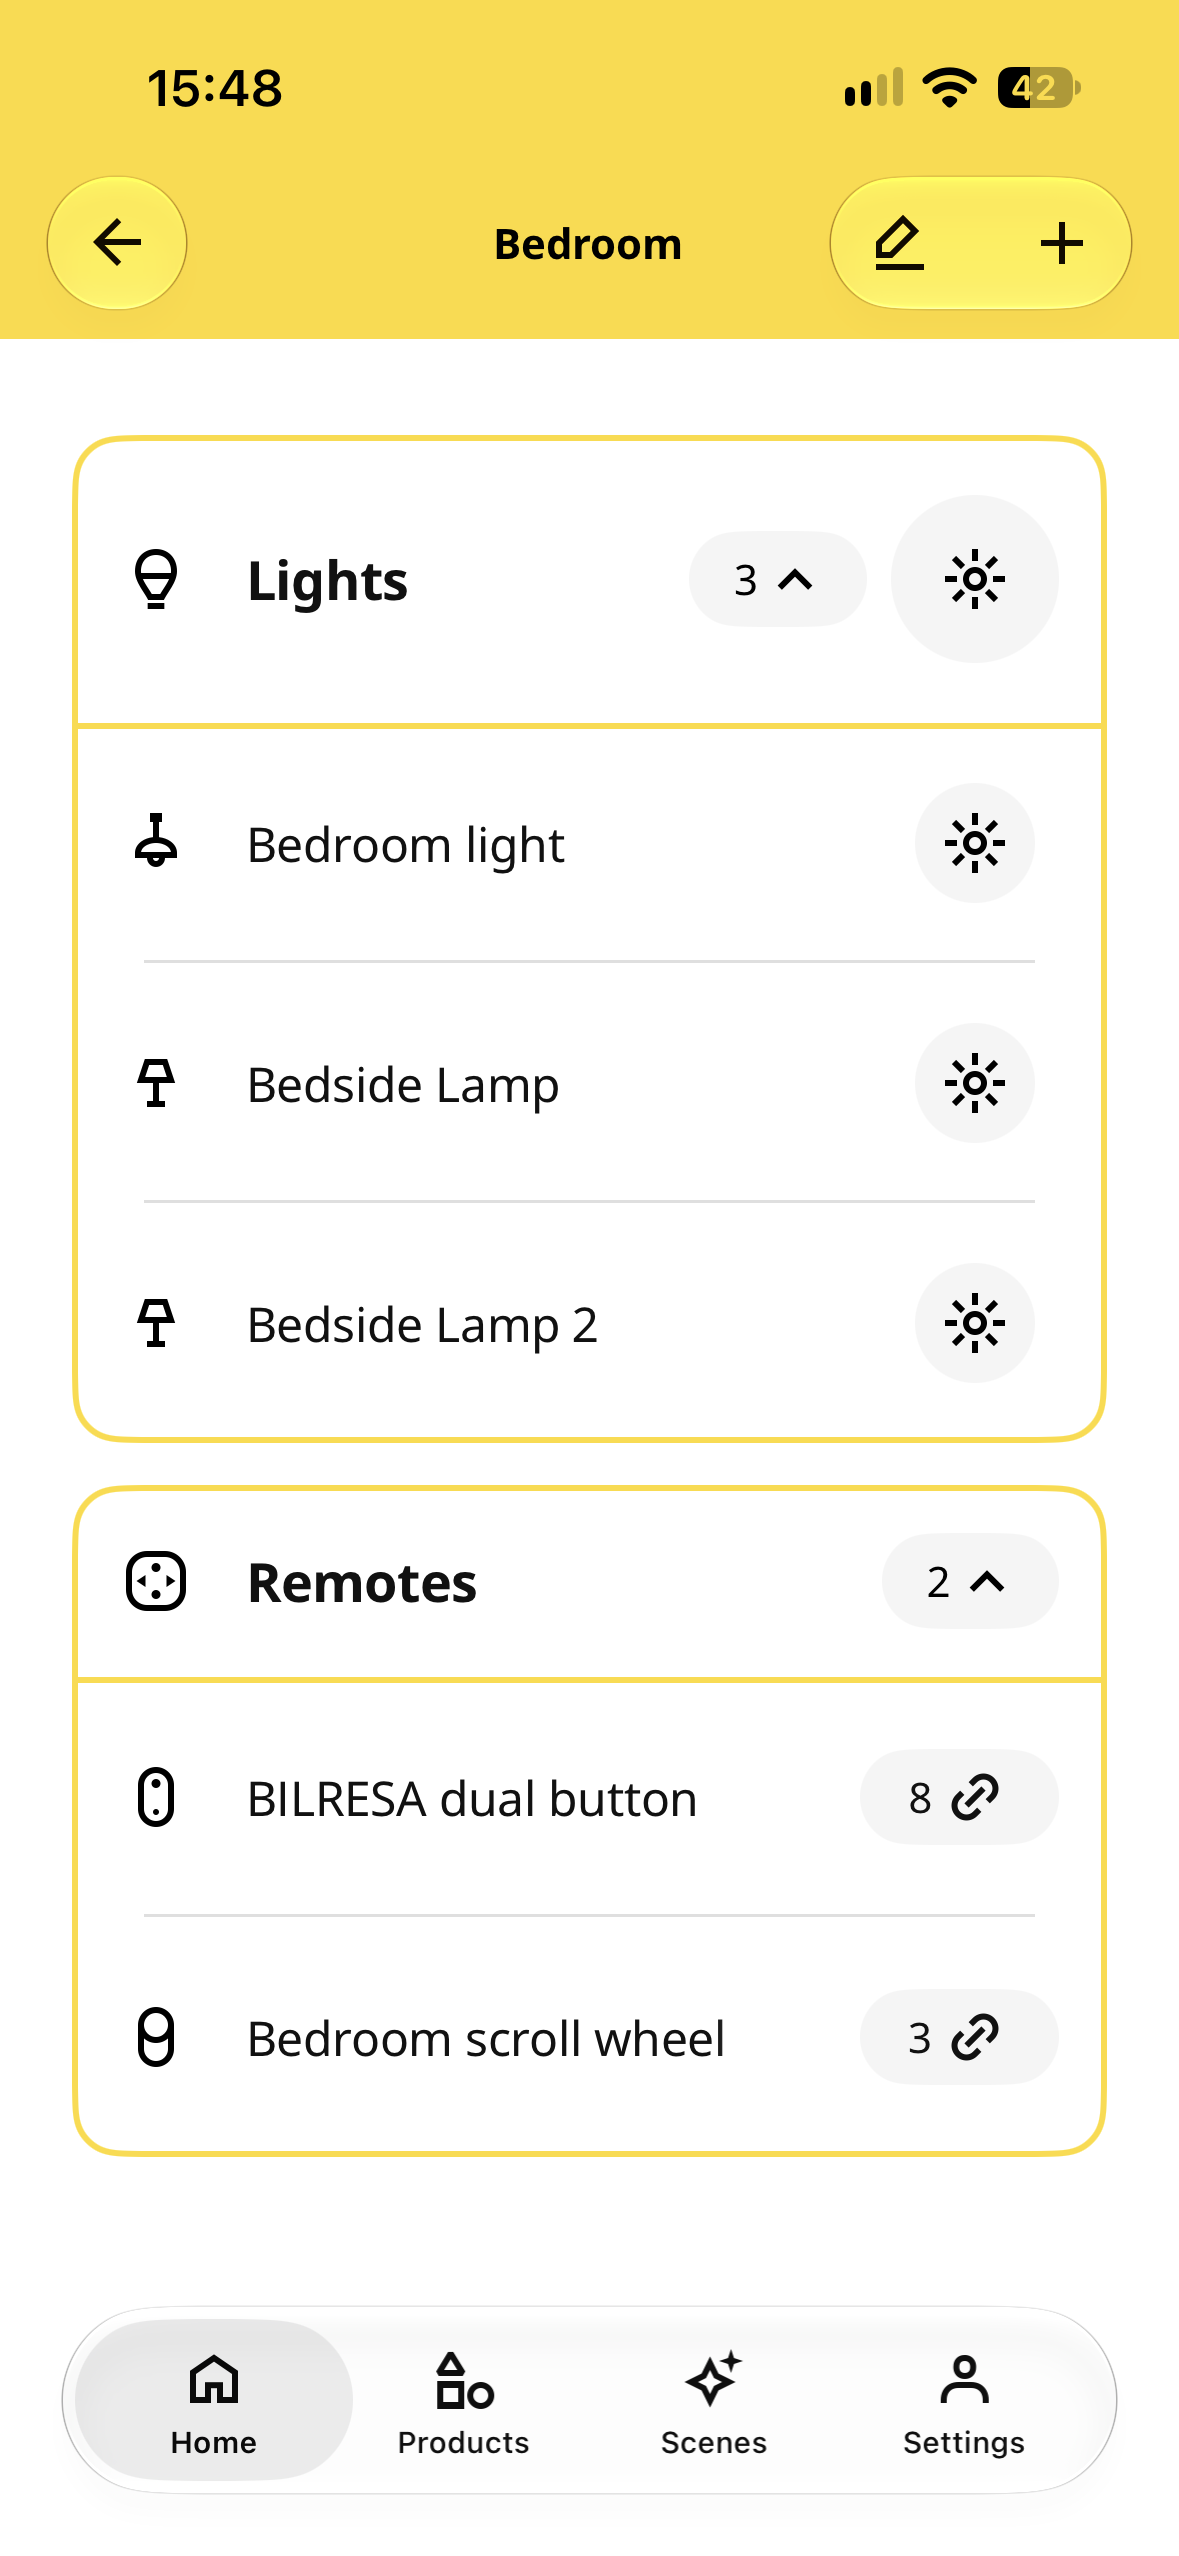 15:48
42
Bedroom
Lights
3
Bedroom light
Bedside Lamp
Bedside Lamp 2
Remotes
2
BILRESA dual button
8
Bedroom scroll wheel
3
Home
Products
Scenes
Settings